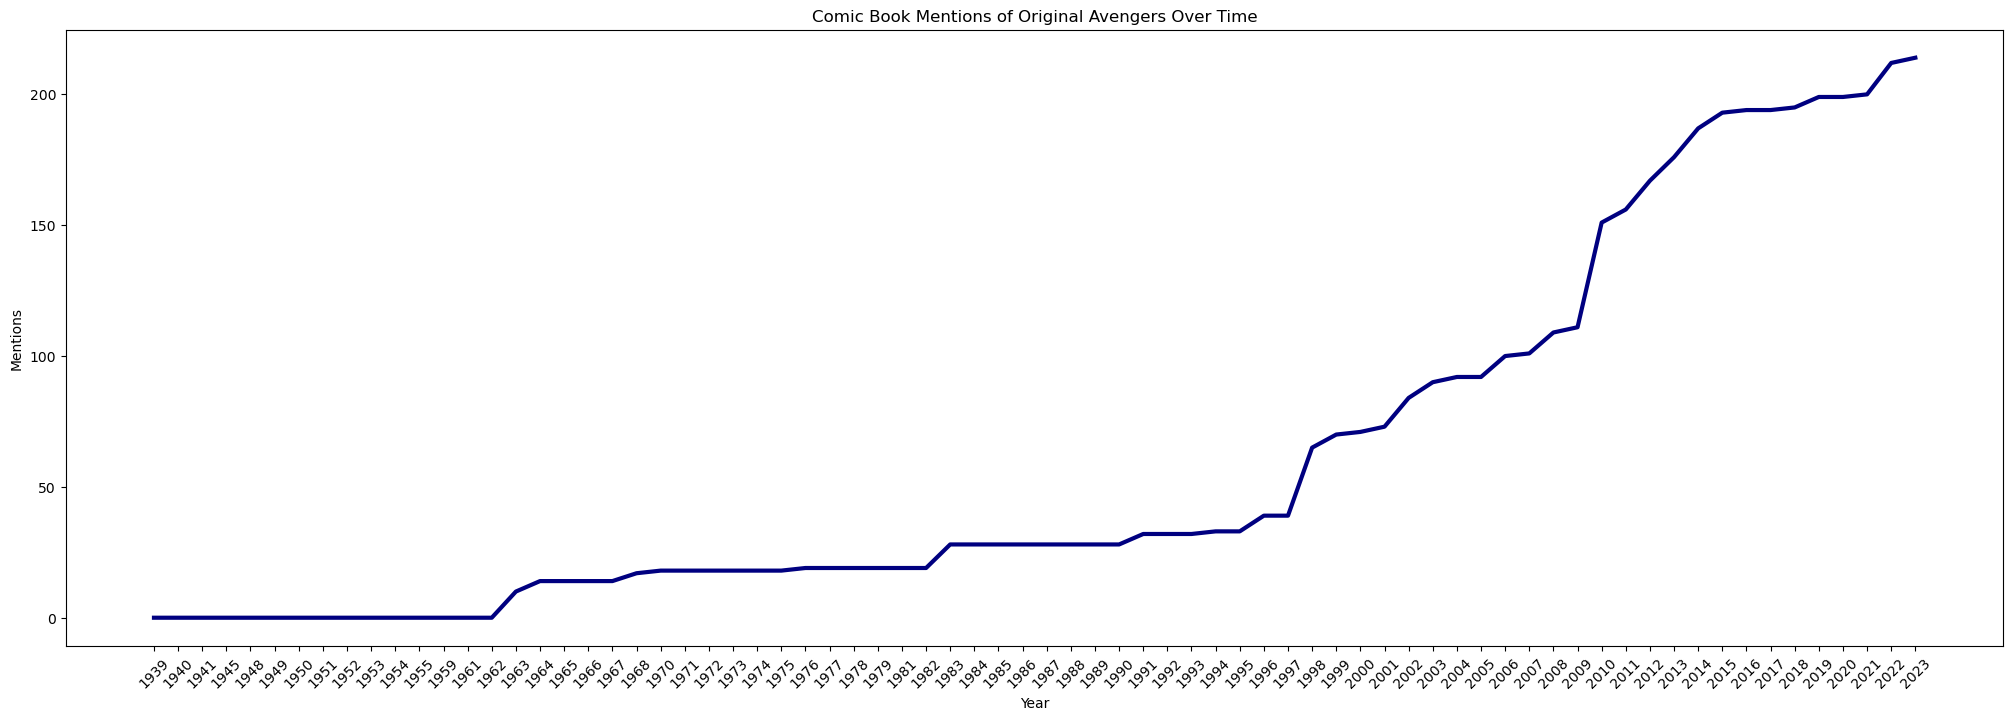 Comic Book Mentions of Original Avengers Over Time
Mentions
200
150
100
50
0
1939 1940 1941 1945 1948 1949 1950 1951 1952 1953 1954 1955 1959 1961 1962 1963 1964 1965 1966 1967 1968 1970 1971 1972 1973 1974 1975 1976 1977 1978 1979 1981 1982 1983 1984 1985 1986 1987 1988 1989 1990 1991 1992 1993 1994 1995 1996 1997 1998 1999 2000 2001 2002 2003 2004 2005 2006 2007 2008 2009 2010 2011 2012 2013 2014 2015 2016 2017 2018 2019 2020 2021 2022 2023
Year